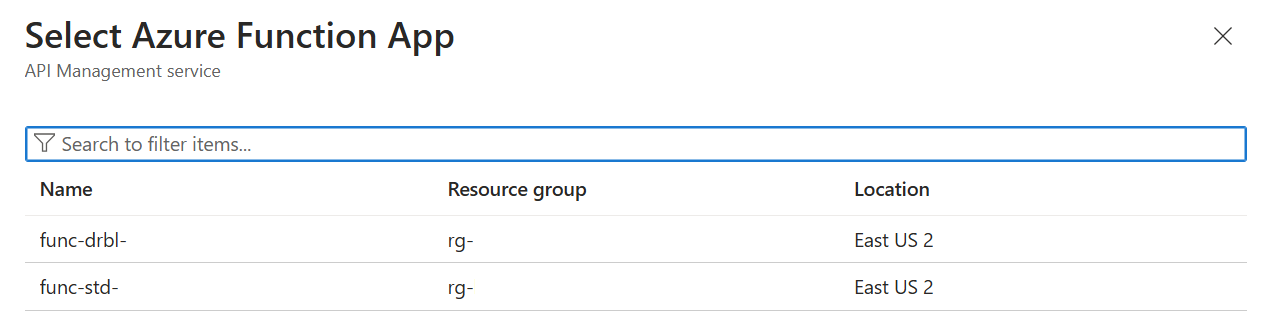 Select Azure Function App
API Management service
Search to filter items...
Name Resource group Location
func-drbl- rg- East US 2
func-std- rg- East US 2